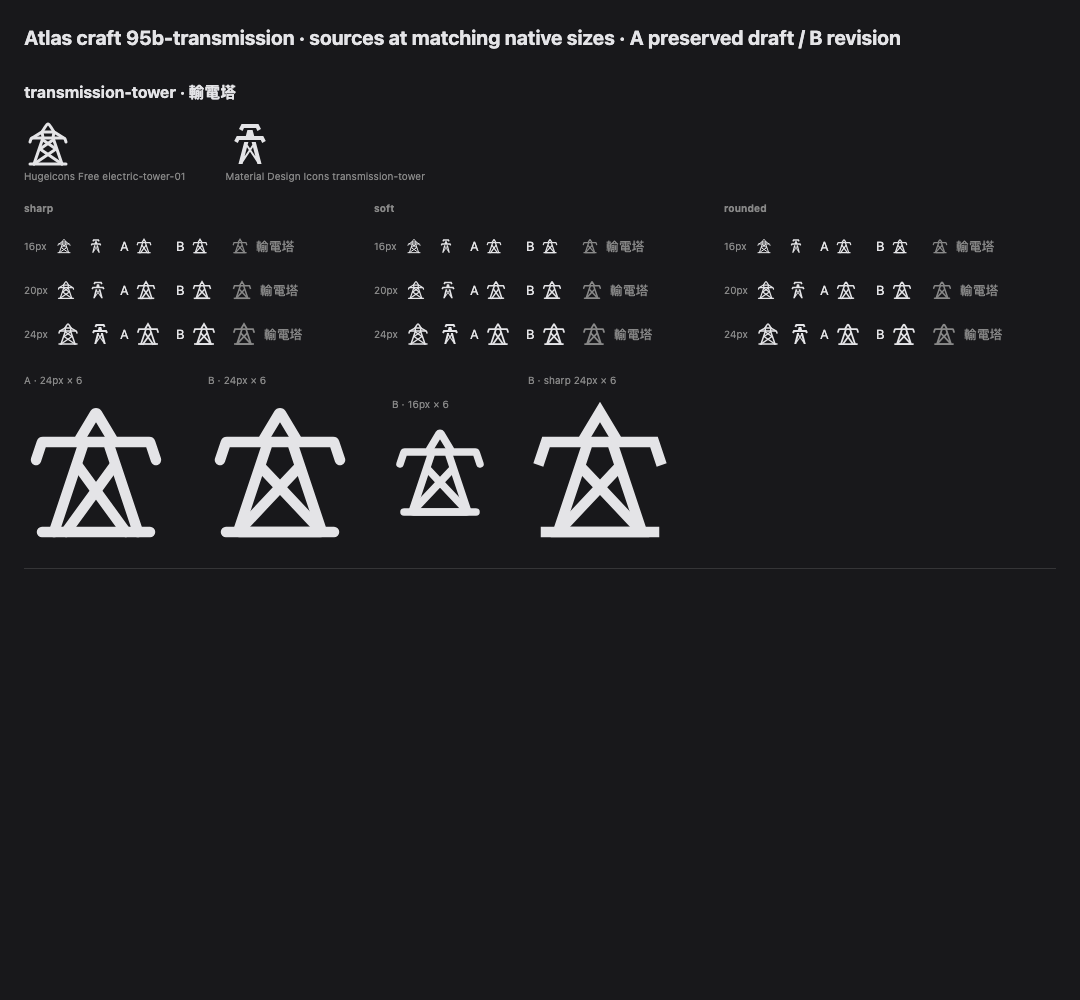 Atlas craft 95b-transmission · sources at matching native sizes · A preserved draft / B revision
transmission-tower · 輸電塔
Hugeicons Free electric-tower-01
Material Design Icons transmission-tower
sharp
soft
rounded
16px A B 輸電塔
16px A B 輸電塔
16px A B 輸電塔
20px A B 輸電塔
20px A B 輸電塔
20px A B 輸電塔
24px A B 輸電塔
24px A B 輸電塔
24px A B 輸電塔
A · 24px × 6
B · 24px × 6
B · 16px × 6
B · sharp 24px × 6